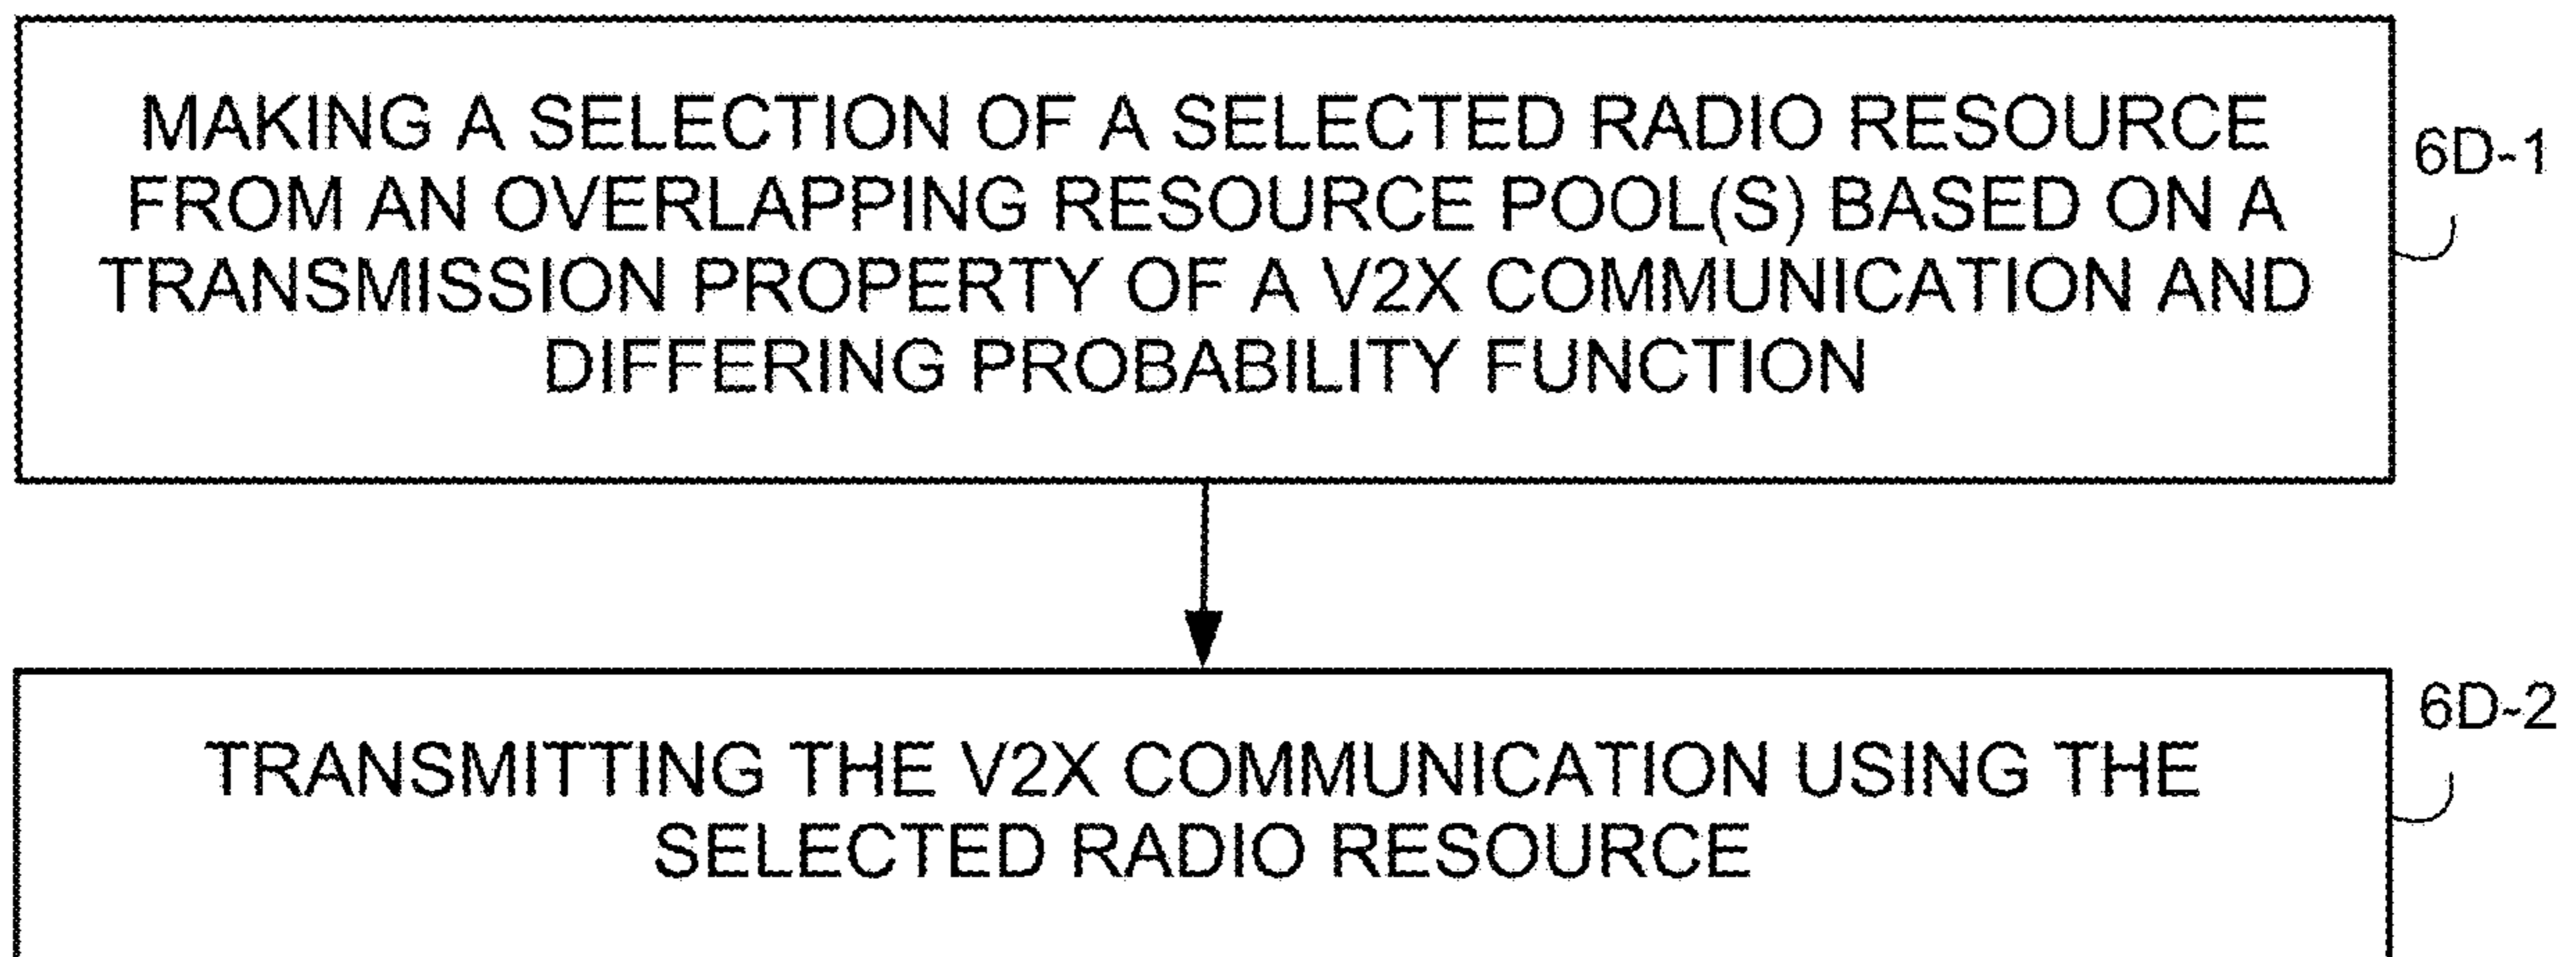 MAKING A SELECTION OF A SELECTED RADIO RESOURCE
FROM AN OVERLAPPING RESOURCE POOL(S) BASED ON A
TRANSMISSION PROPERTY OF A V2X COMMUNICATION AND
DIFFERING PROBABILITY FUNCTION
6D-1
TRANSMITTING THE V2X COMMUNICATION USING THE
SELECTED RADIO RESOURCE
6D-2